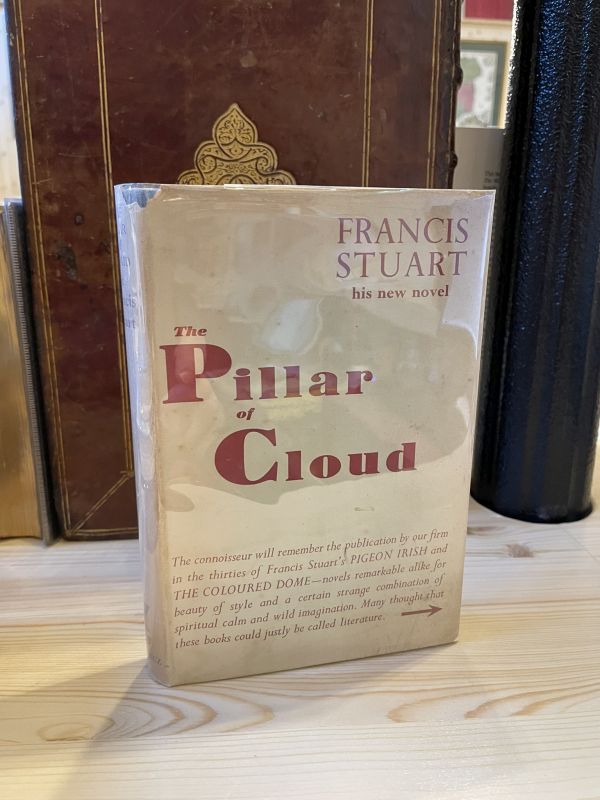 FRANCIS
STUART
his new novel
The
Pillar
of
Cloud
The connoisseur will remember the publication by our firm
in the thirties of Francis Stuart's PIGEON IRISH and
THE COLOURED DOME—novels remarkable alike for
beauty of style and a certain strange combination of
spiritual calm and wild imagination. Many thought that
these books could justly be called literature.